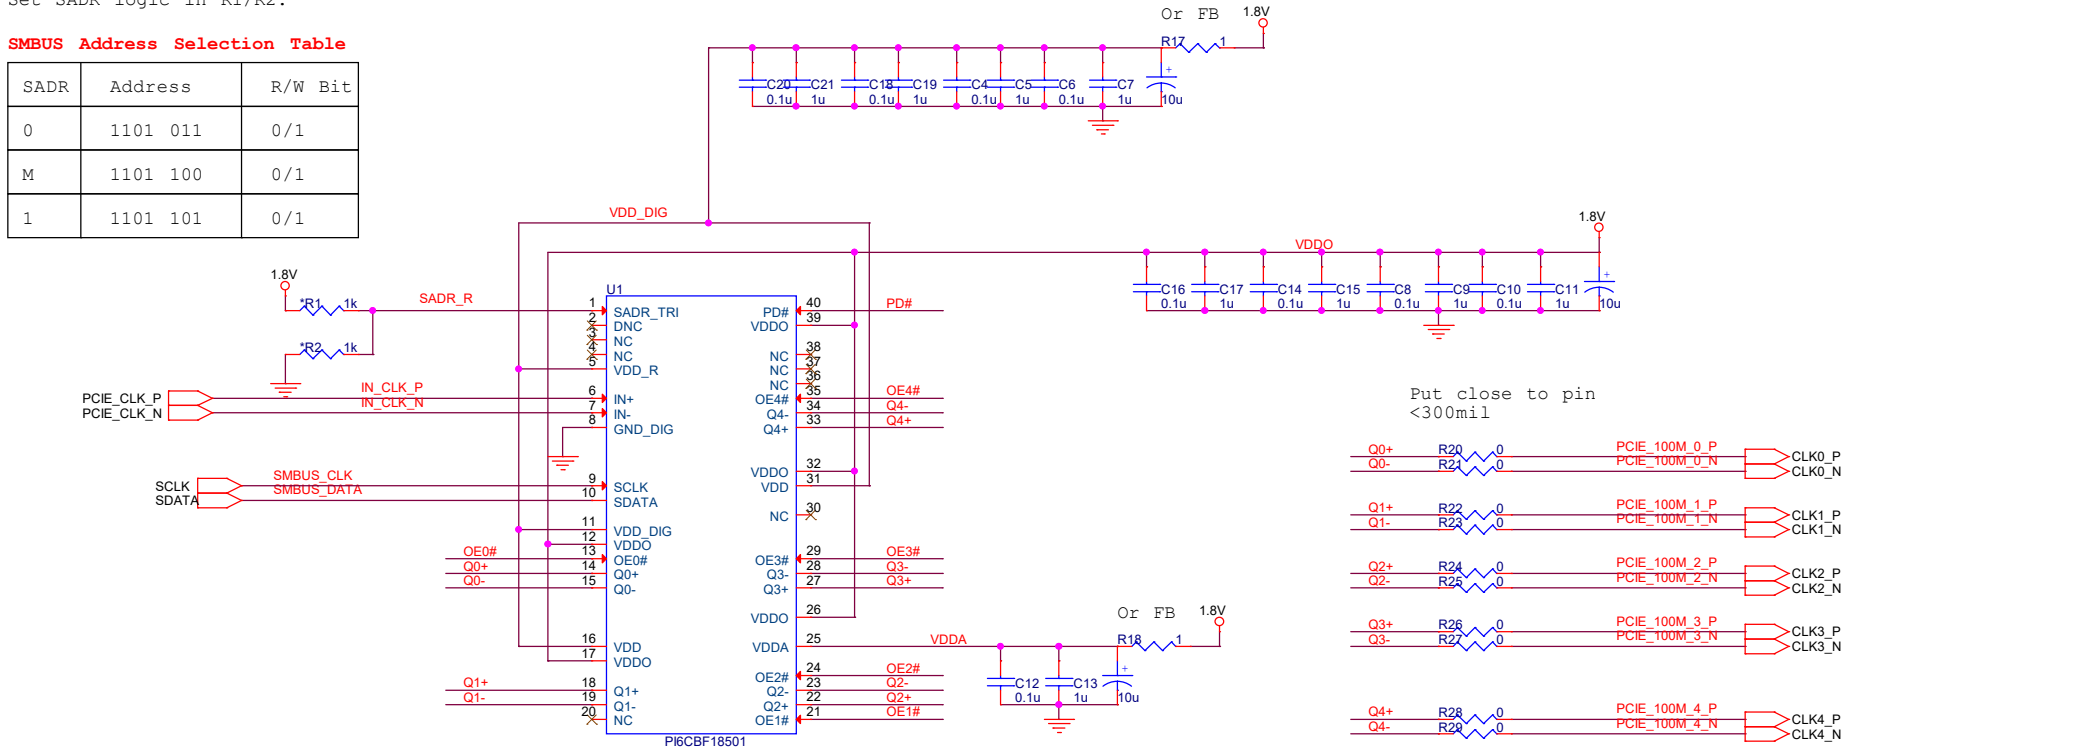 Set SADR logic in R1/R2.
SMBUS Address Selection Table
SADR Address R/W Bit
0 1101 011 0/1
M 1101 100 0/1
1 1101 101 0/1
Or FB 1.8V
R17 1
C20 C21 C18 C19 C4 C5 C6 C7 +
0.1u 1u 0.1u 1u 0.1u 1u 0.1u 1u 10u
VDD_DIG
1.8V
VDDO
C16 C17 C14 C15 C8 C9 C10 C11 +
0.1u 1u 0.1u 1u 0.1u 1u 0.1u 1u 10u
1.8V
*R1 1k
SADR_R
*R2 1k
PCIE_CLK_P IN_CLK_P
PCIE_CLK_N IN_CLK_N
SCLK SMBUS_CLK
SDATA SMBUS_DATA
OE0#
Q0+
Q0-
Q1+
Q1-
U1
1 SADR_TRI
2 DNC
3 NC
4 NC
5 VDD_R
6 IN+
7 IN-
8 GND_DIG
9 SCLK
10 SDATA
11 VDD_DIG
12 VDDO
13 OE0#
14 Q0+
15 Q0-
16 VDD
17 VDDO
18 Q1+
19 Q1-
20 NC
PD# 40 PD#
VDDO 39
NC 38
NC 37
NC 36
OE4# 35 OE4#
Q4- 34 Q4-
Q4+ 33 Q4+
VDDO 32
VDD 31
NC 30
OE3# 29 OE3#
Q3- 28 Q3-
Q3+ 27 Q3+
VDDO 26
VDDA 25 VDDA
OE2# 24 OE2#
Q2- 23 Q2-
Q2+ 22 Q2+
OE1# 21 OE1#
PI6CBF18501
Or FB 1.8V
R18 1
C12 C13 +
0.1u 1u 10u
Put close to pin
<300mil
Q0+ R20 0 PCIE_100M_0_P CLK0_P
Q0- R21 0 PCIE_100M_0_N CLK0_N
Q1+ R22 0 PCIE_100M_1_P CLK1_P
Q1- R23 0 PCIE_100M_1_N CLK1_N
Q2+ R24 0 PCIE_100M_2_P CLK2_P
Q2- R25 0 PCIE_100M_2_N CLK2_N
Q3+ R26 0 PCIE_100M_3_P CLK3_P
Q3- R27 0 PCIE_100M_3_N CLK3_N
Q4+ R28 0 PCIE_100M_4_P CLK4_P
Q4- R29 0 PCIE_100M_4_N CLK4_N